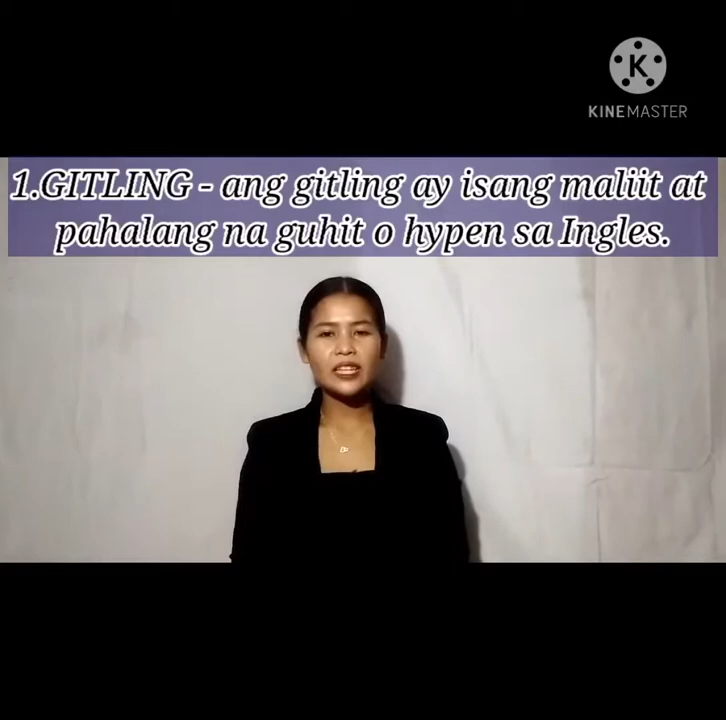 KINEMASTER
1.GITLING - ang gitling ay isang maliit at
pahalang na guhit o hypen sa Ingles.